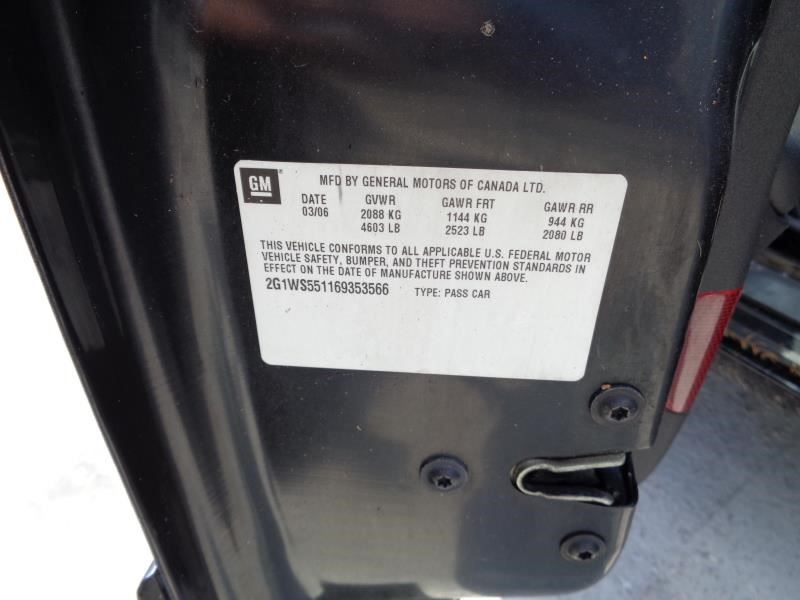 GM
MFD BY GENERAL MOTORS OF CANADA LTD.
DATE GVWR GAWR FRT GAWR RR
03/06 2088 KG 1144 KG 944 KG
4603 LB 2523 LB 2080 LB
THIS VEHICLE CONFORMS TO ALL APPLICABLE U.S. FEDERAL MOTOR
VEHICLE SAFETY, BUMPER, AND THEFT PREVENTION STANDARDS IN
EFFECT ON THE DATE OF MANUFACTURE SHOWN ABOVE.
2G1WS551169353566 TYPE: PASS CAR